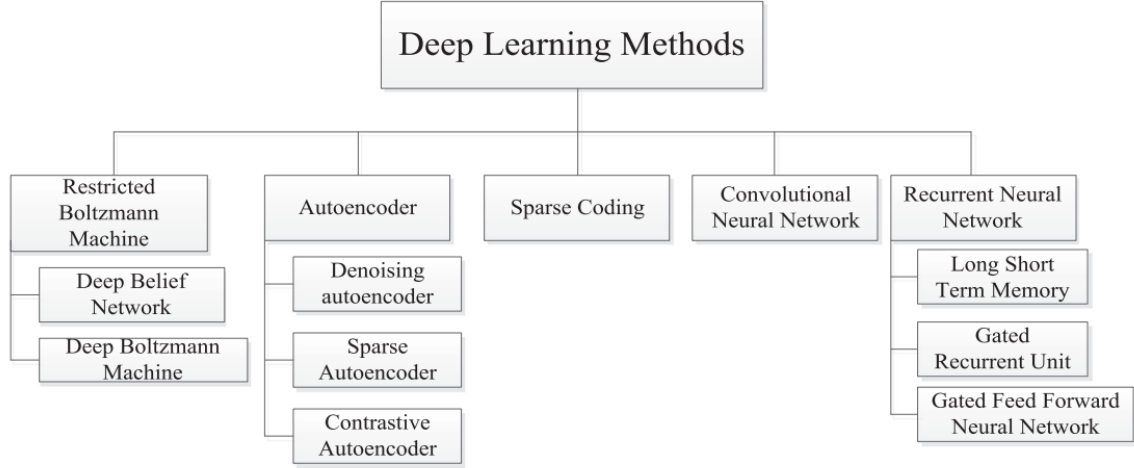 Deep Learning Methods
Restricted
Boltzmann
Machine
Autoencoder
Sparse Coding
Convolutional
Neural Network
Recurrent Neural
Network
Deep Belief
Network
Deep Boltzmann
Machine
Denoising
autoencoder
Sparse
Autoencoder
Contrastive
Autoencoder
Long Short
Term Memory
Gated
Recurrent Unit
Gated Feed Forward
Neural Network